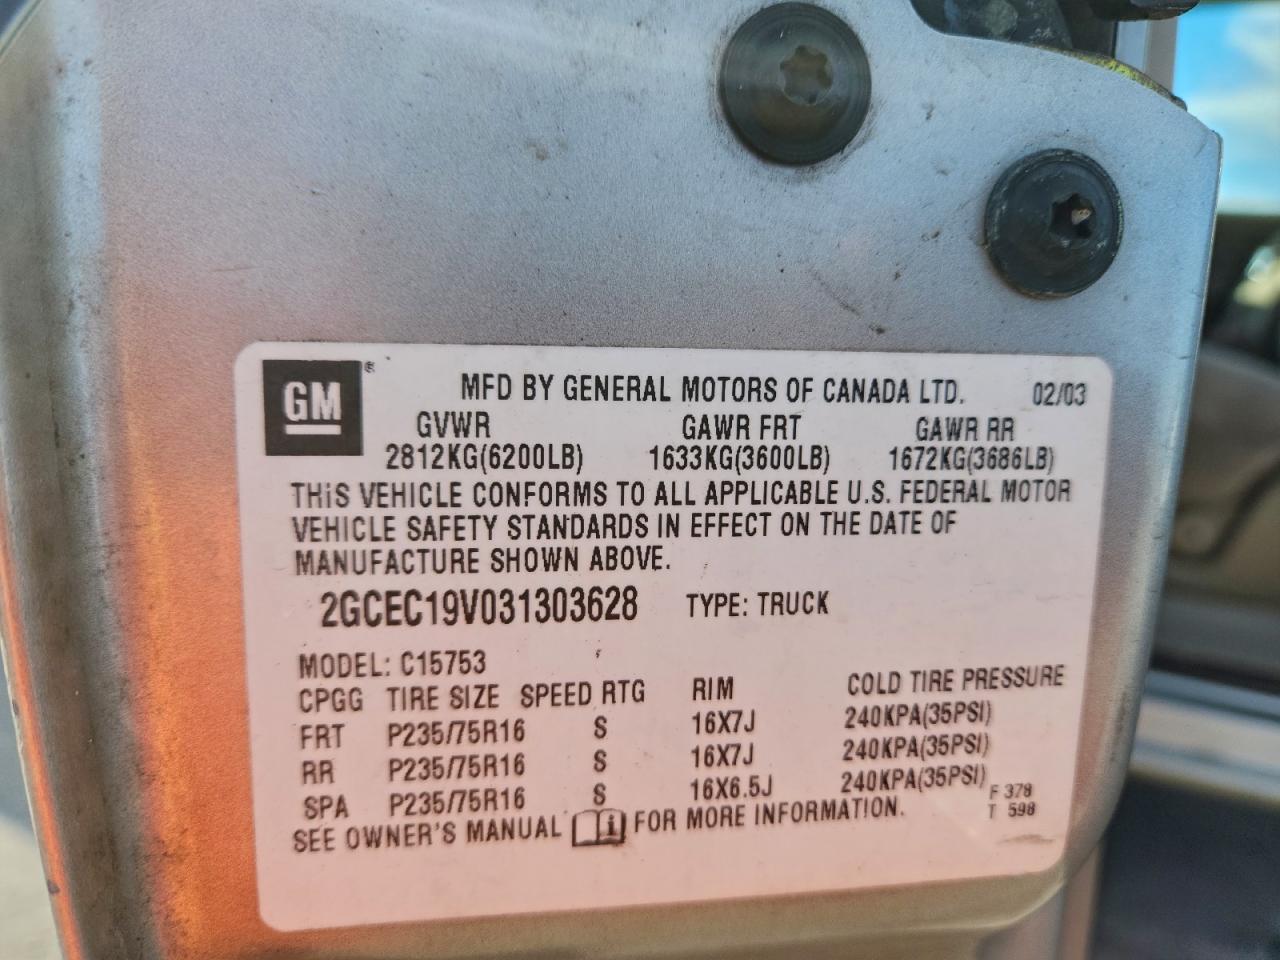 GM® MFD BY GENERAL MOTORS OF CANADA LTD. 02/03
GVWR GAWR FRT GAWR RR
2812KG(6200LB) 1633KG(3600LB) 1672KG(3686LB)
THiS VEHICLE CONFORMS TO ALL APPLICABLE U.S. FEDERAL MOTOR
VEHICLE SAFETY STANDARDS IN EFFECT ON THE DATE OF
MANUFACTURE SHOWN ABOVE.
2GCEC19V031303628 TYPE: TRUCK
MODEL: C15753
CPGG TIRE SIZE SPEED RTG RIM COLD TIRE PRESSURE
FRT P235/75R16 S 16X7J 240KPA(35PSI)
RR P235/75R16 S 16X7J 240KPA(35PSI)
SPA P235/75R16 S 16X6.5J 240KPA(35PSI)
SEE OWNER'S MANUAL i FOR MORE INFORMATION.
F 378
T 598